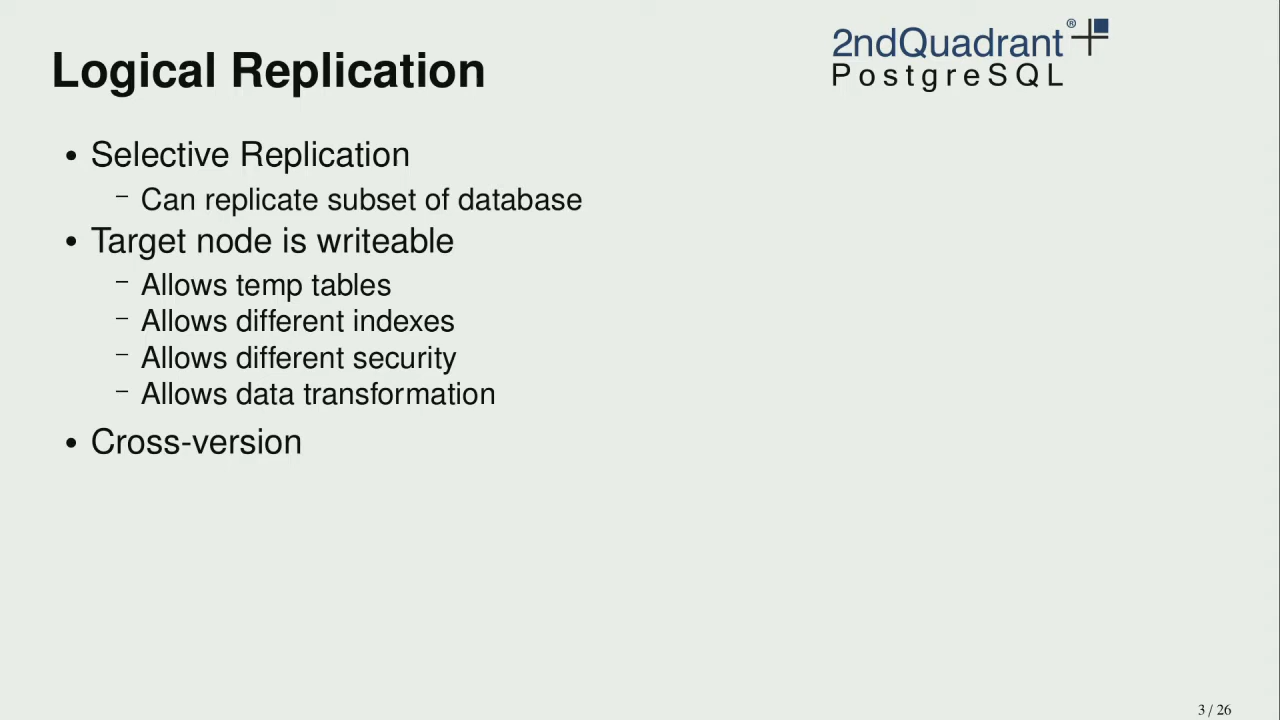 Logical Replication
2ndQuadrant®
PostgreSQL
• Selective Replication
– Can replicate subset of database
• Target node is writeable
– Allows temp tables
– Allows different indexes
– Allows different security
– Allows data transformation
• Cross-version
3 / 26